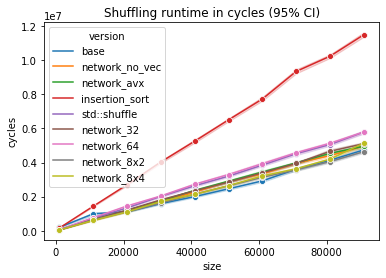 Shuffling runtime in cycles (95% CI)
1e7
version
base
network_no_vec
network_avx
insertion_sort
std::shuffle
network_32
network_64
network_8x2
network_8x4
cycles
1.2
1.0
0.8
0.6
0.4
0.2
0.0
0 20000 40000 60000 80000
size